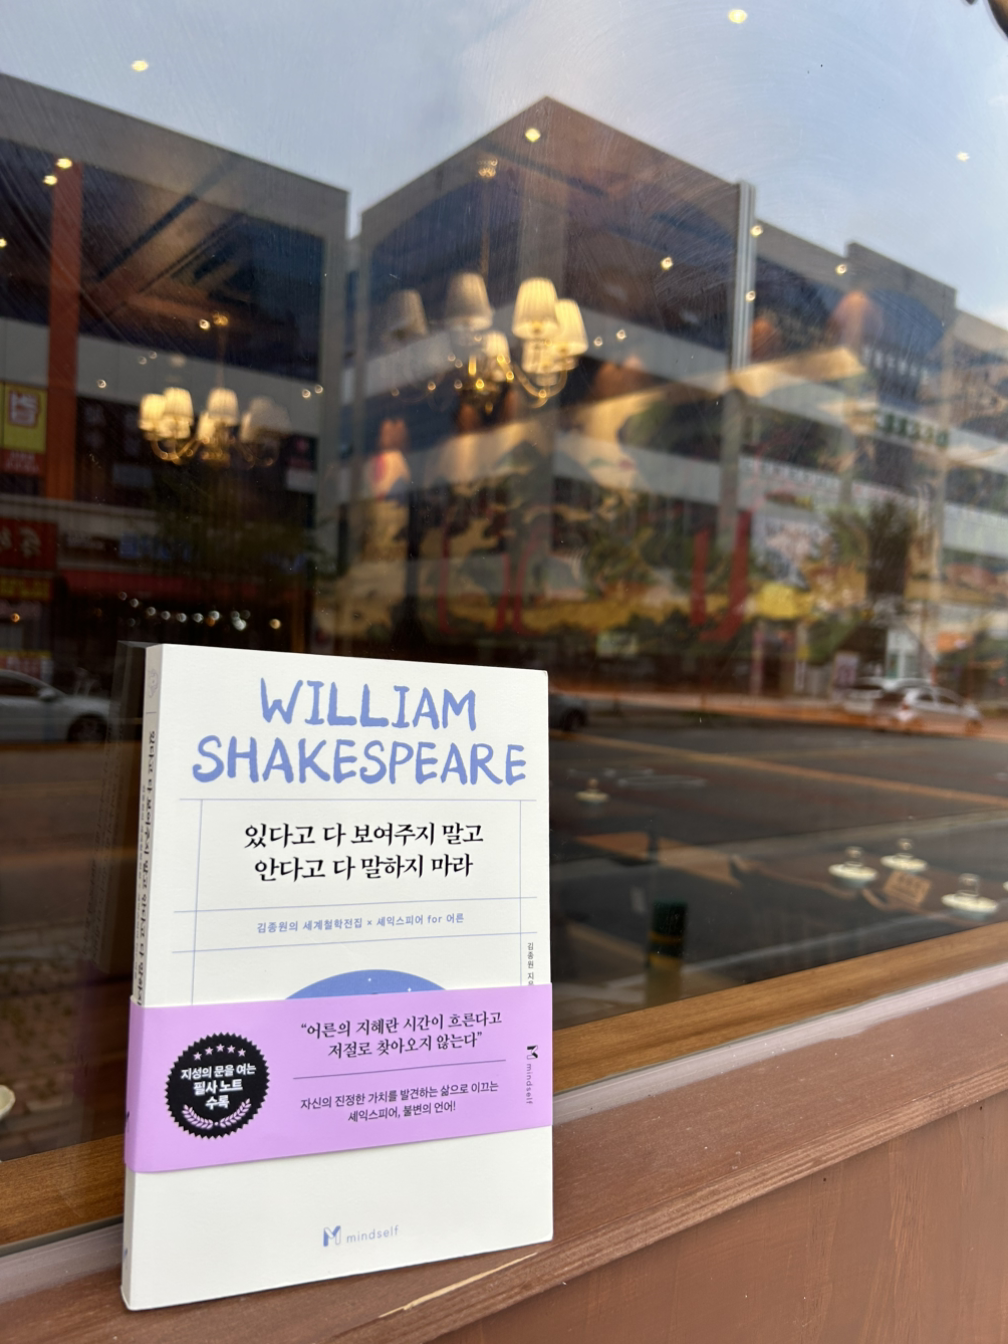 WILLIAM
SHAKESPEARE
있다고 다 보여주지 말고
안다고 다 말하지 마라
김종원의 세계철학전집 × 셰익스피어 for 어른
김종원 지음
“어른의 지혜란 시간이 흐른다고
저절로 찾아오지 않는다”
자신의 진정한 가치를 발견하는 삶으로 이끄는
셰익스피어, 불변의 언어!
지성의 문을 여는
필사 노트
수록
mindself
mindself